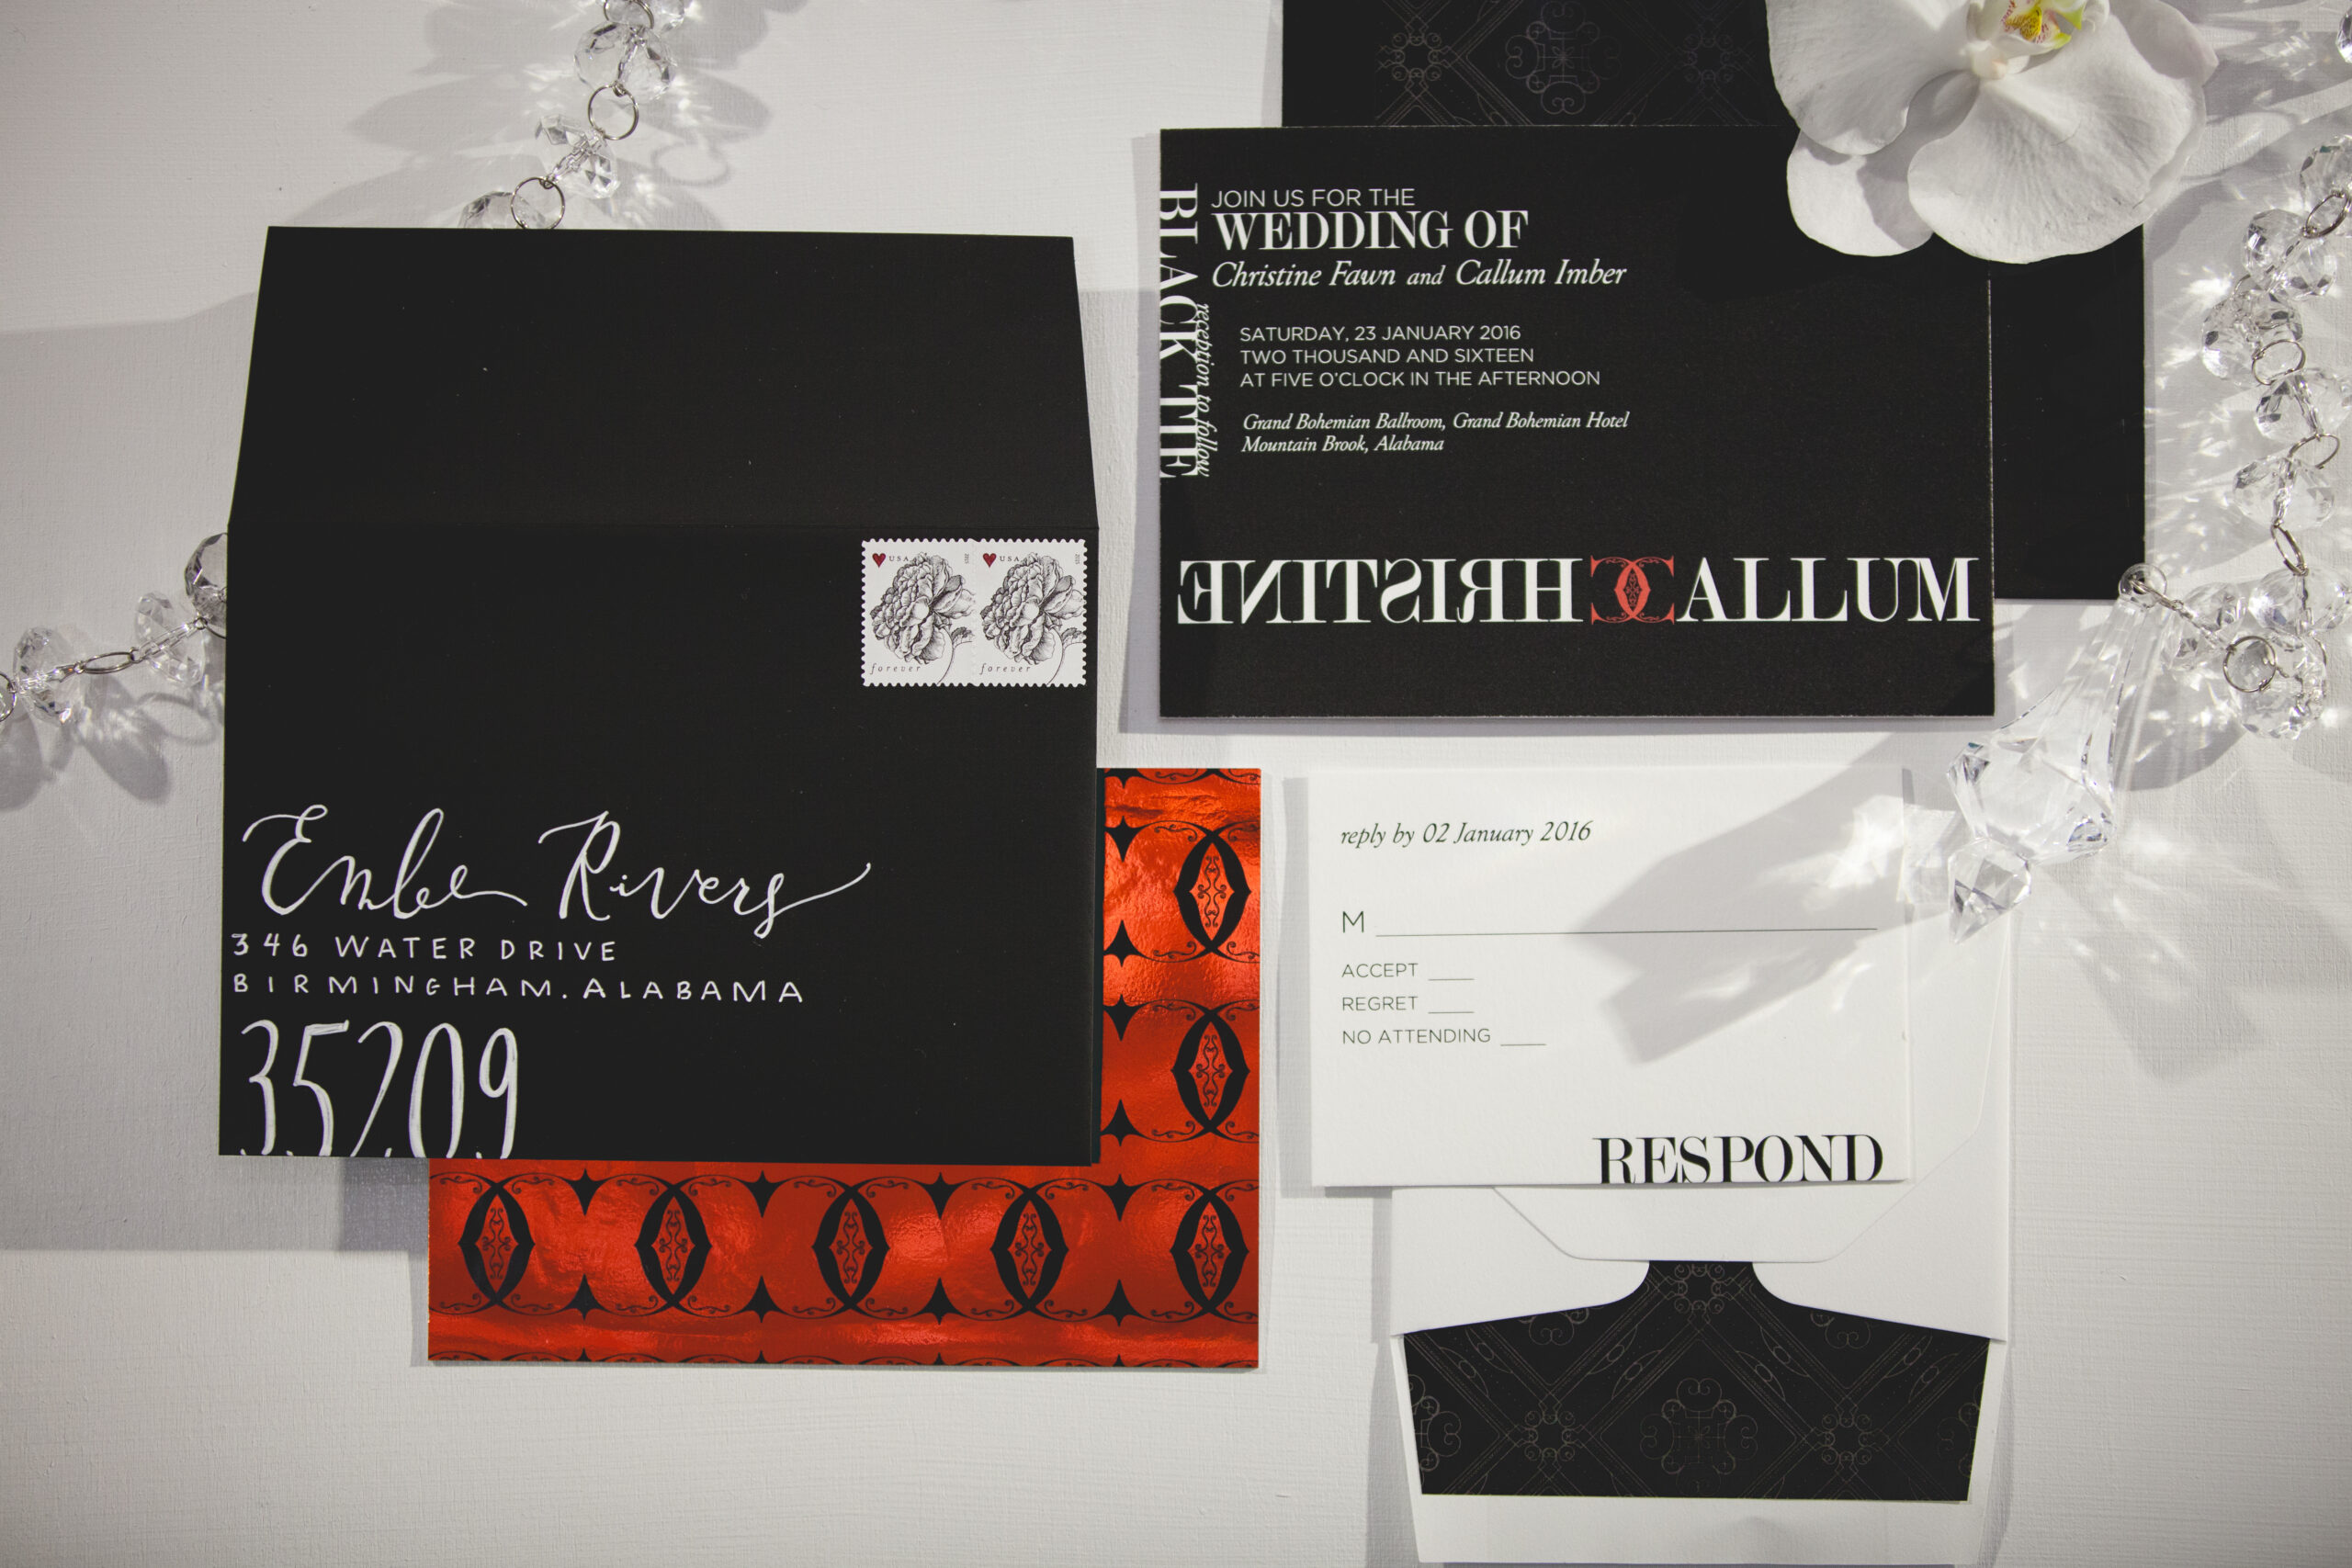 JOIN US FOR THE
WEDDING OF
Christine Fawn and Callum Imber
SATURDAY, 23 JANUARY 2016
TWO THOUSAND AND SIXTEEN
AT FIVE O'CLOCK IN THE AFTERNOON
Grand Bohemian Ballroom, Grand Bohemian Hotel
Mountain Brook, Alabama
BLACK TIE
reception to follow
CHRISTINE CALLUM
USA
forever
USA
forever
Ember Rivers
346 WATER DRIVE
BIRMINGHAM, ALABAMA
35209
reply by 02 January 2016
M
ACCEPT
REGRET
NO ATTENDING
RESPOND